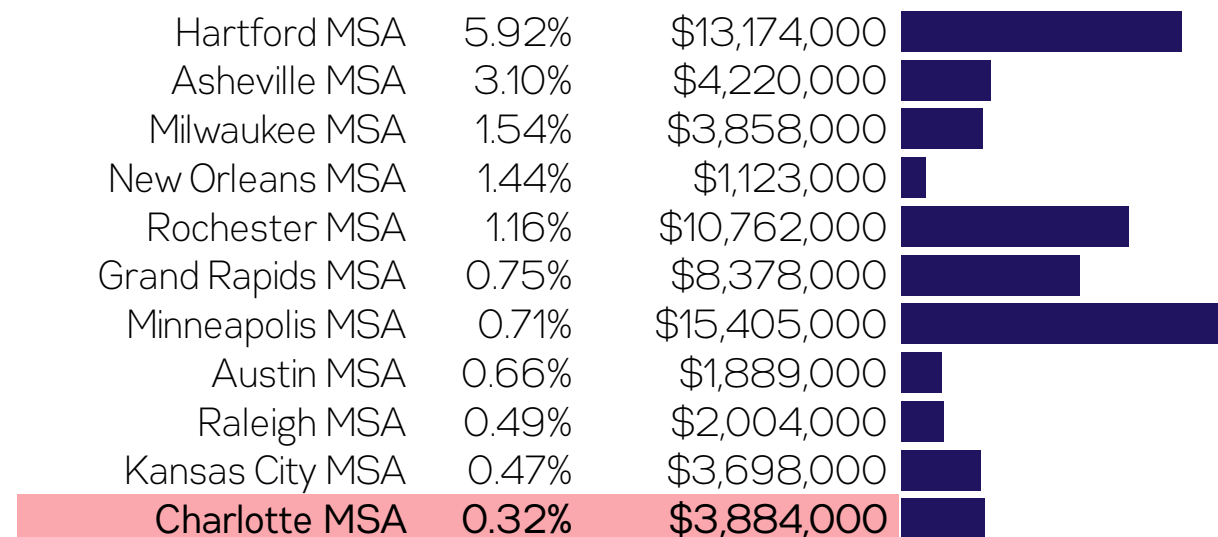 Hartford MSA 5.92% $13,174,000
Asheville MSA 3.10% $4,220,000
Milwaukee MSA 1.54% $3,858,000
New Orleans MSA 1.44% $1,123,000
Rochester MSA 1.16% $10,762,000
Grand Rapids MSA 0.75% $8,378,000
Minneapolis MSA 0.71% $15,405,000
Austin MSA 0.66% $1,889,000
Raleigh MSA 0.49% $2,004,000
Kansas City MSA 0.47% $3,698,000
Charlotte MSA 0.32% $3,884,000